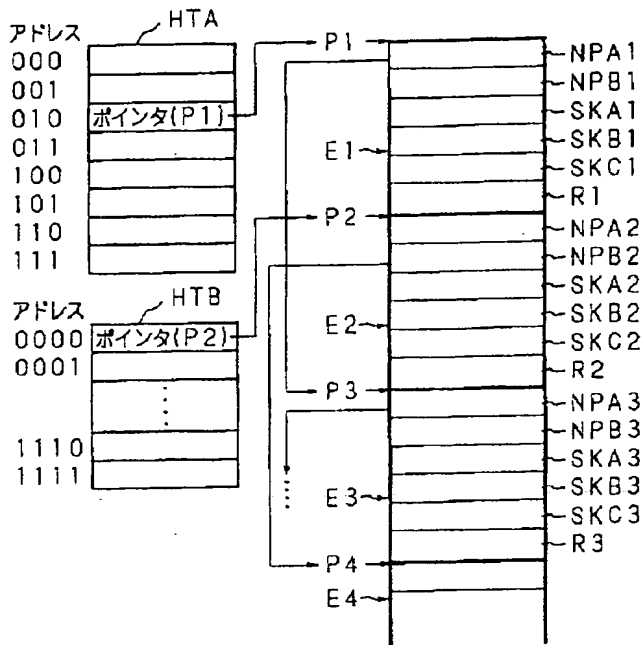 HTA
アドレス
000
001
010 ポインタ(P1)
011
100
101
110
111
HTB
アドレス
0000 ポインタ(P2)
0001
1110
1111
P1
NPA1
NPB1
SKA1
SKB1
E1
SKC1
R1
P2
NPA2
NPB2
SKA2
SKB2
E2
SKC2
R2
P3
NPA3
NPB3
SKA3
SKB3
E3
SKC3
R3
P4
E4